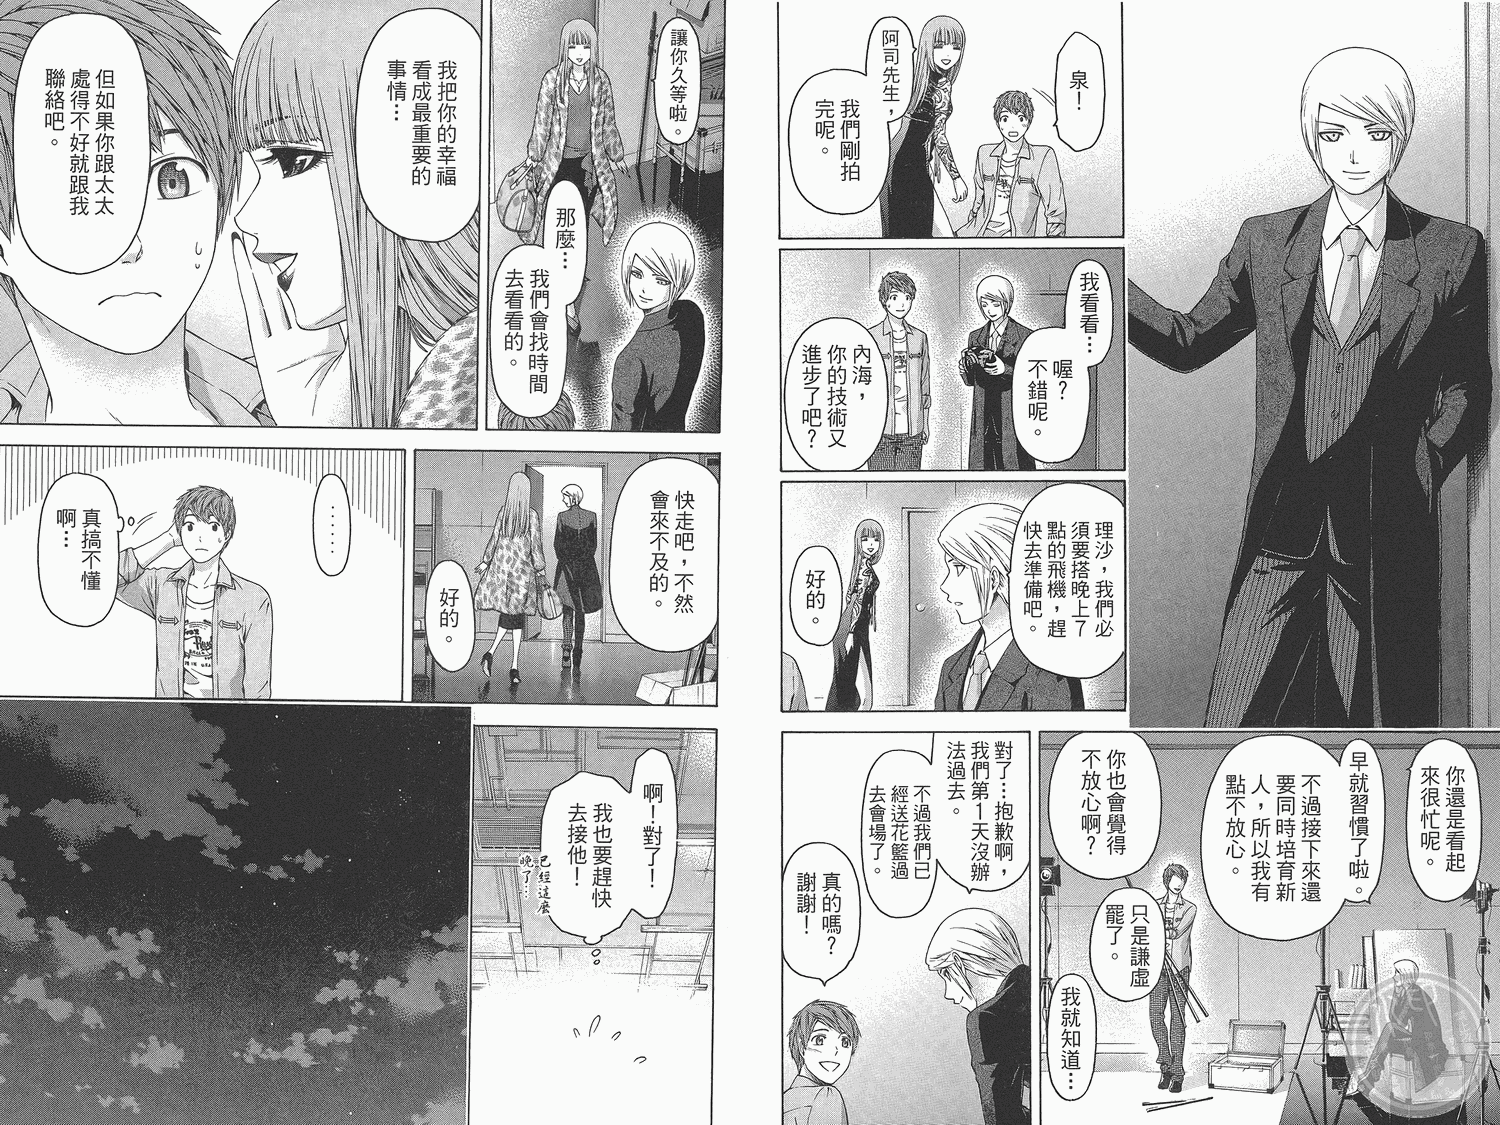 泉！
阿司先生，
我們剛拍
完呢。
我看看…
喔？
不錯呢。
內海，
你的技術又
進步了吧？
理沙，我們必
須要搭晚上了
點的飛機，趕
快去準備吧。
好的。
你還是看起
來很忙呢。
早就習慣了啦。
不過接下來還
要同時培育新
人，所以我有
點不放心。
你也會覺得
不放心啊？
只是謙虛
罷了。
我就知道…
對了…抱歉啊，
我們第1天沒辦
法過去。
不過我們已
經送花籃過
去會場了。
真的嗎？
謝謝！
讓你久等啦。
那麼…
我們會找時間
去看看的。
我把你的幸福
看成最重要的
事情…
但如果你跟太太
處得不好就跟我
聯絡吧。
快走吧，不然
會來不及的。
好的。
……
真搞不懂
啊…
啊！對了！
我也要趕快
去接他！
已經這麼
晚了…